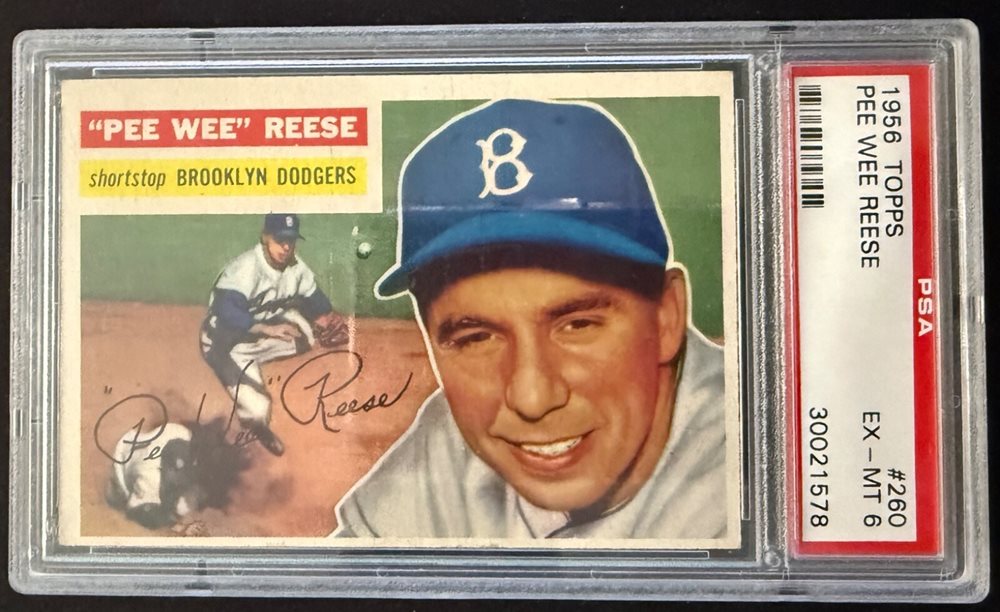 “PEE WEE” REESE
shortstop BROOKLYN DODGERS
B
"Pee Wee" Reese
1956 TOPPS #260
PEE WEE REESE EX - MT 6
PSA 30021578